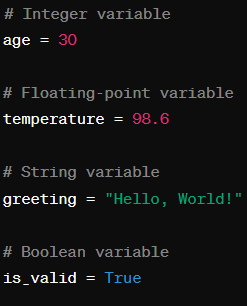 # Integer variable
age = 30
# Floating-point variable
temperature = 98.6
# String variable
greeting = "Hello, World!"
# Boolean variable
is_valid = True